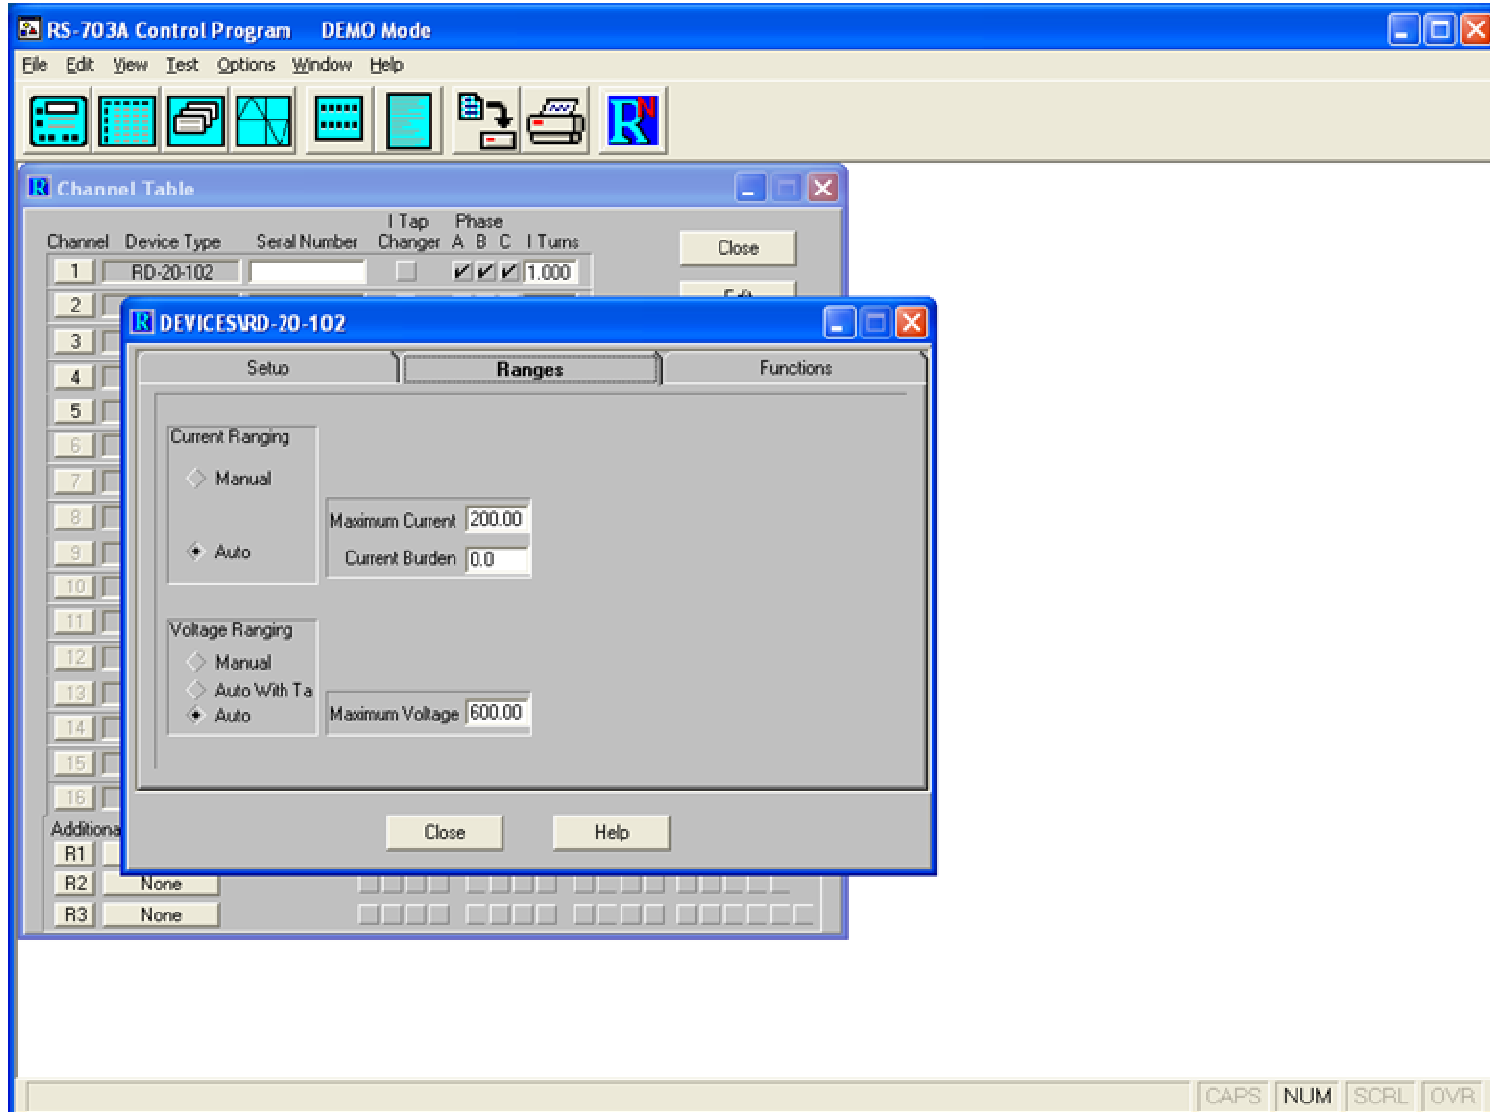 RS-703A Control Program DEMO Mode
File Edit View Test Options Window Help
R N
Channel Table
I Tap Phase
Channel Device Type Seral Number Changer A B C I Turns
Close
1 RD-20-102 1.000
2
3
4
5
6
7
8
9
10
11
12
13
14
15
16
DEVICES\RD-20-102
Setup Ranges Functions
Current Ranging
Manual
Maximum Current 200.00
Auto
Current Burden 0.0
Voltage Ranging
Manual
Auto With Ta
Auto
Maximum Voltage 600.00
Close Help
Additiona
R1
R2 None
R3 None
CAPS NUM SCRL OVR